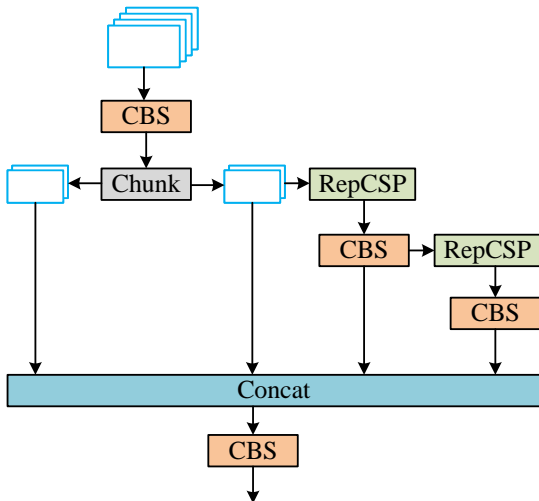 CBS
Chunk
RepCSP
CBS
RepCSP
CBS
Concat
CBS